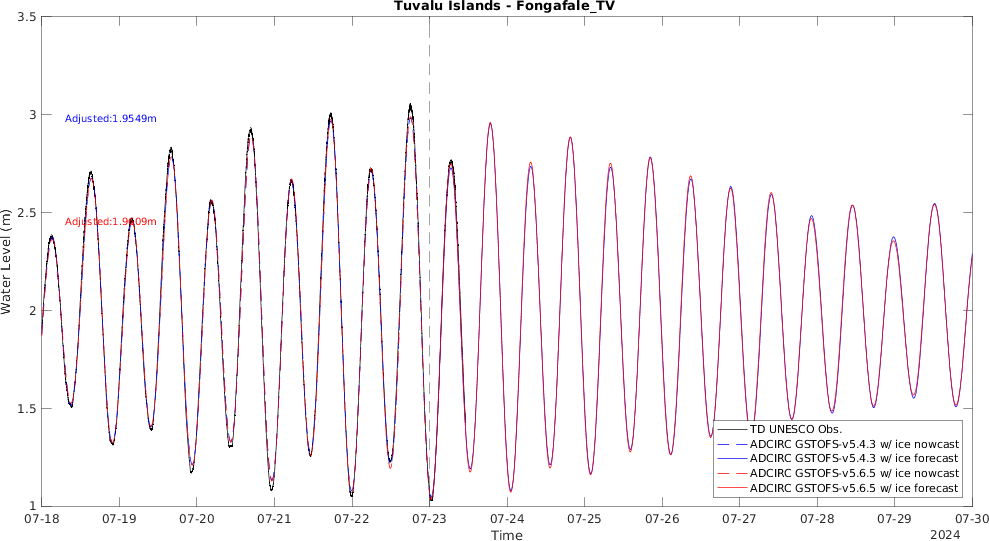 Tuvalu Islands - Fongafale_TV
3.5
3
2.5
2
1.5
1
Water Level (m)
Adjusted:1.9549m
07-18
07-19
07-20
07-21
07-22
07-23
07-24
07-25
07-26
07-27
07-28
07-29
07-30
Time
2024
TD UNESCO Obs.
ADCIRC GSTOFS-v5.4.3 w/ ice nowcast
ADCIRC GSTOFS-v5.4.3 w/ ice forecast
ADCIRC GSTOFS-v5.6.5 w/ ice nowcast
ADCIRC GSTOFS-v5.6.5 w/ ice forecast